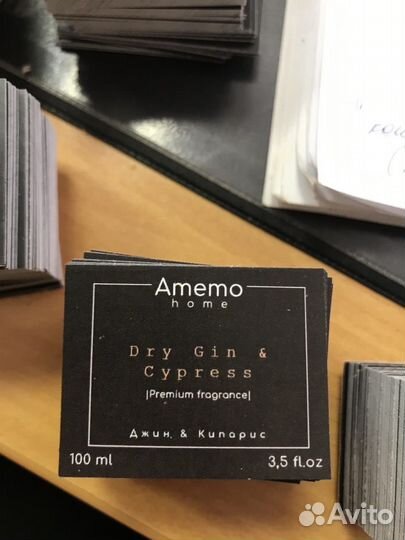 Amemo
home
Dry Gin &
Cypress
|Premium fragrance|
Джин & Кипарис
100 ml 3,5 fl.oz
Avito